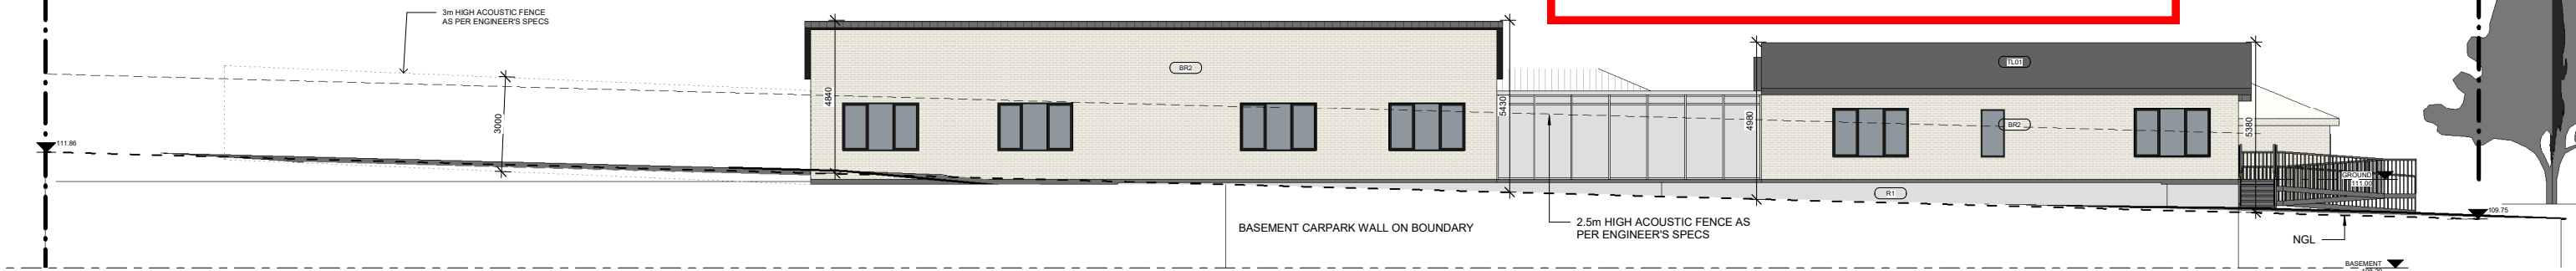 3m HIGH ACOUSTIC FENCE
AS PER ENGINEER'S SPECS
BR2
TL01
4840
5430
4980
3000
BR2
5380
111.86
GROUND
111.00
R1
109.75
BASEMENT CARPARK WALL ON BOUNDARY
2.5m HIGH ACOUSTIC FENCE AS
PER ENGINEER'S SPECS
NGL
BASEMENT